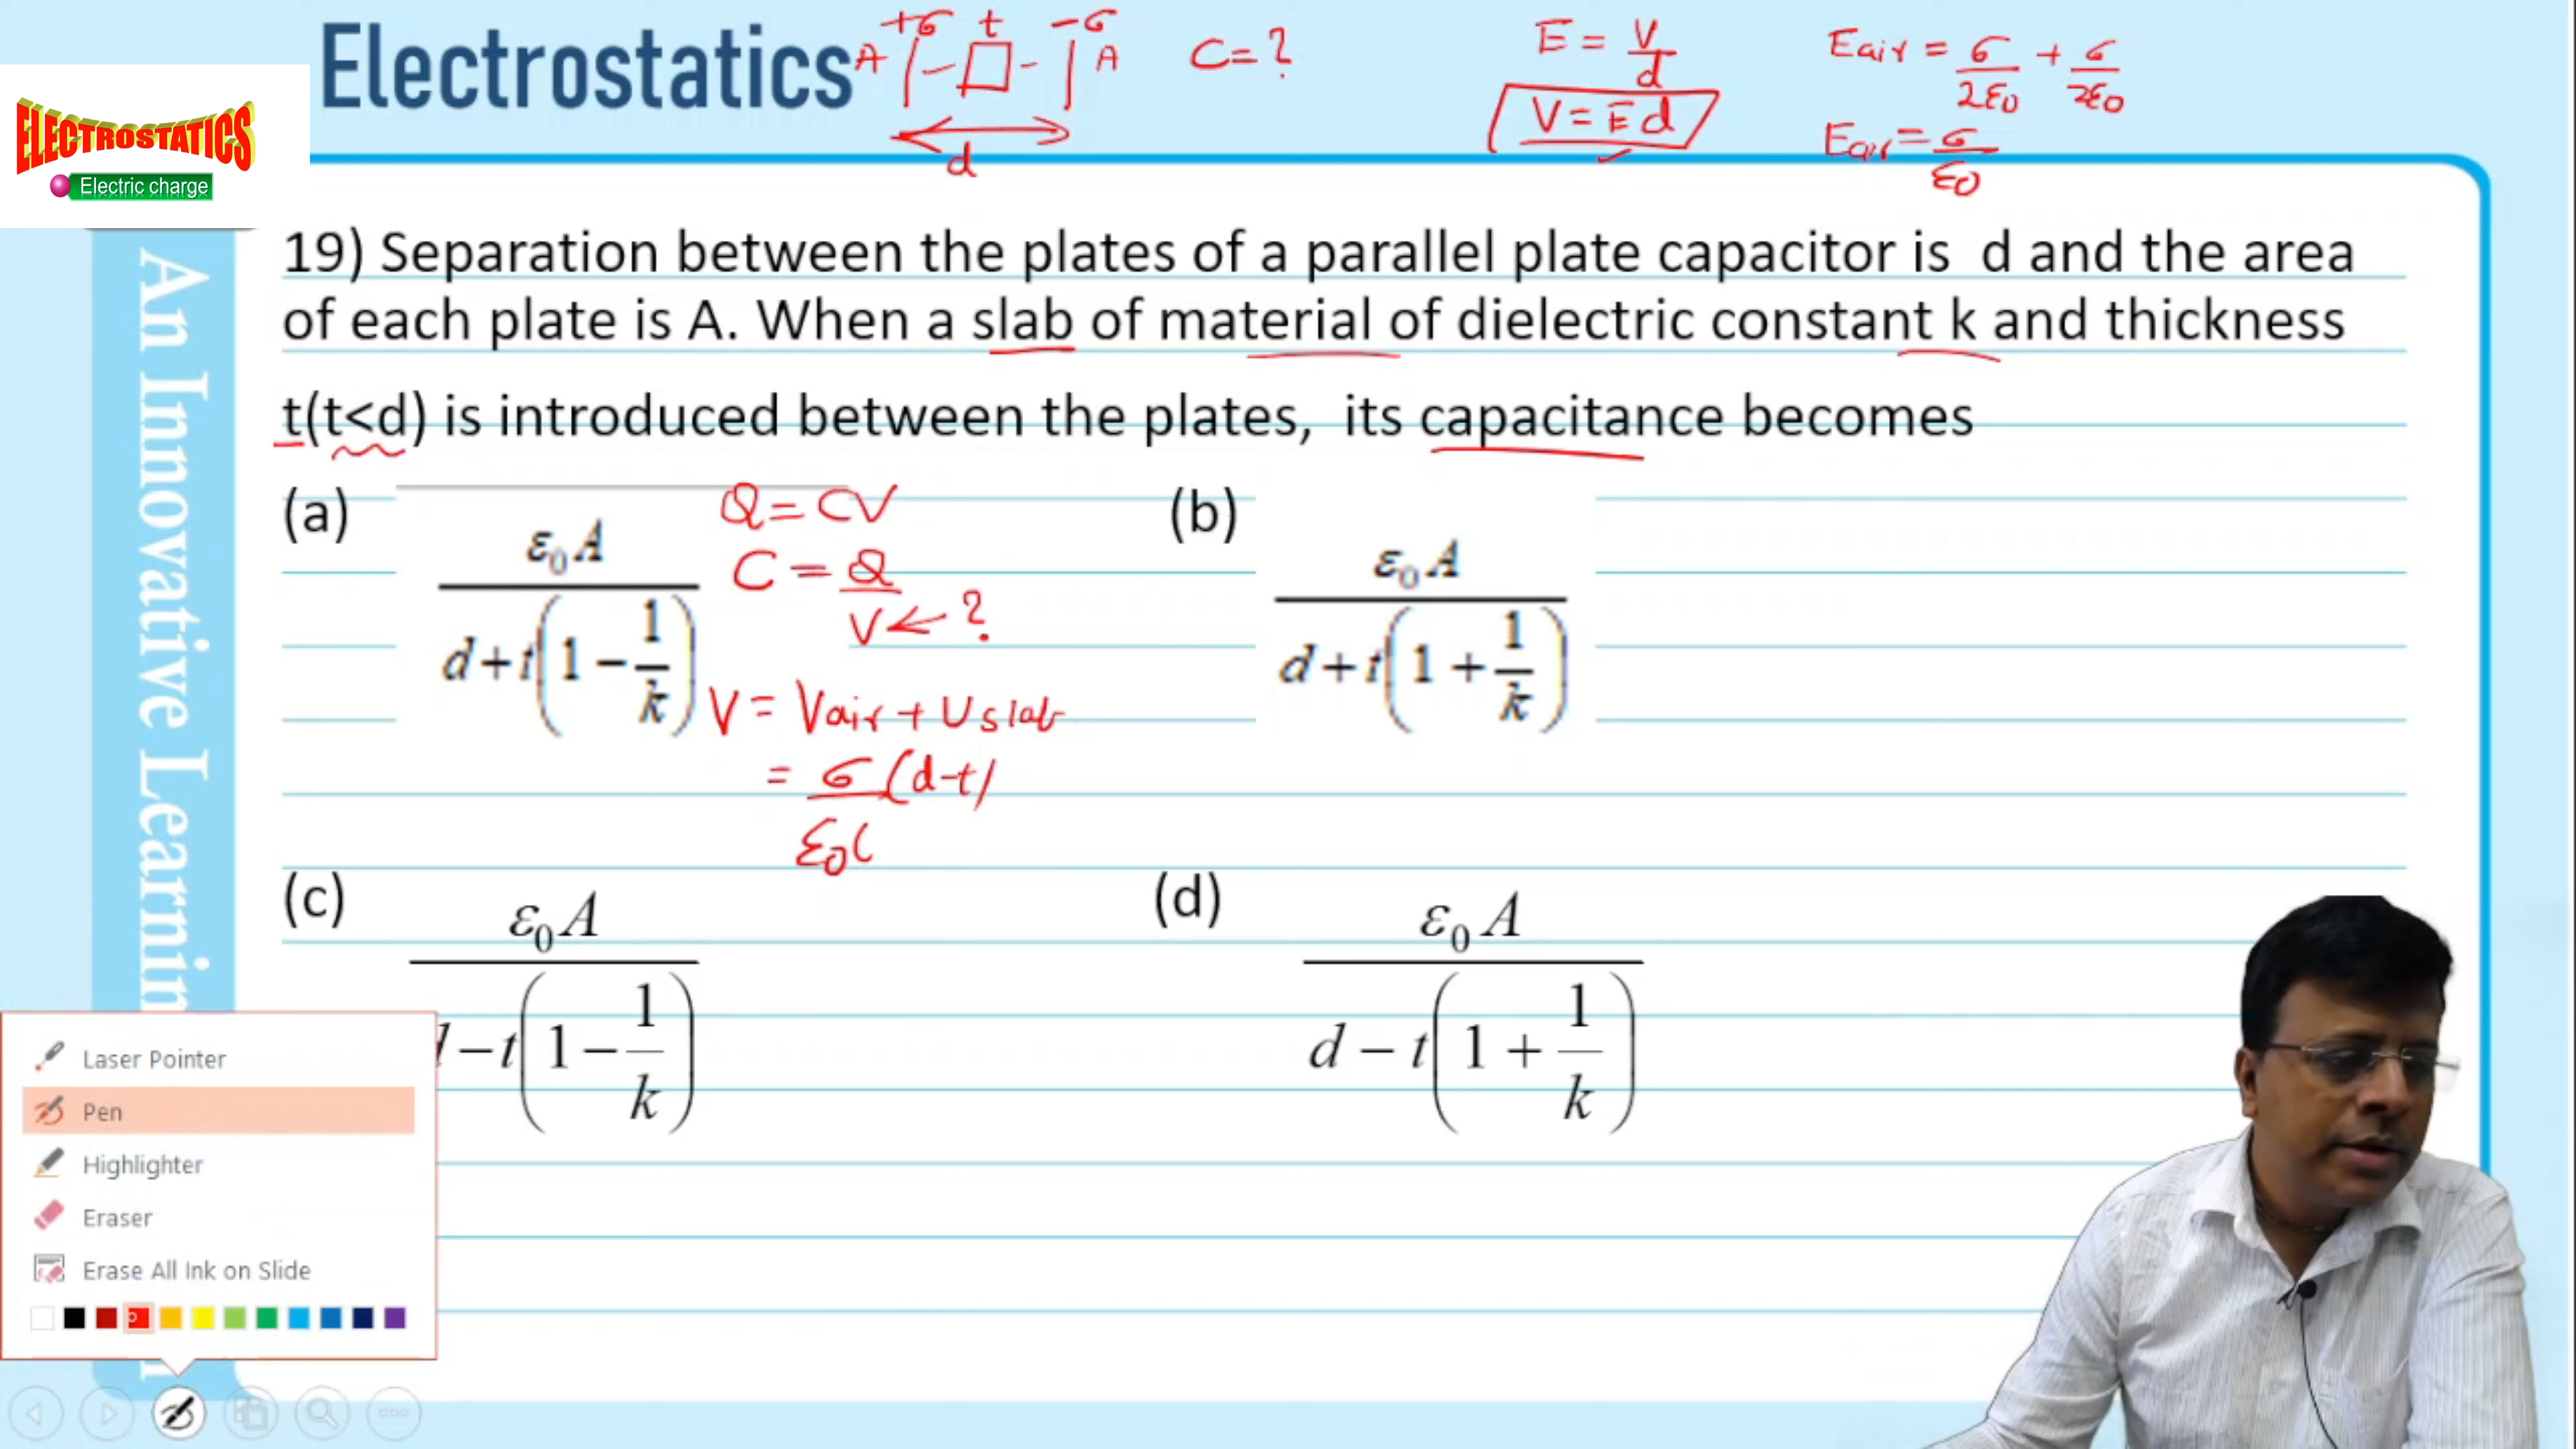 Electrostatics
+σ t -σ
A A C = ?
d
E = V/d
V = Ed
Eair = σ/2ε0 + σ/2ε0
Eair = σ/ε0
ELECTROSTATICS
Electric charge
An Innovative Learnin
19) Separation between the plates of a parallel plate capacitor is d and the area
of each plate is A. When a slab of material of dielectric constant k and thickness
t(t<d) is introduced between the plates, its capacitance becomes
(a)
ε₀A
d+t(1-1/k)
Q = CV
C = Q/V ← ?
V = Vair + Uslab
= σ (d-t)
ε0(
(b)
ε₀A
d+t(1+1/k)
(c)
ε₀A
-t(1-1/k)
(d)
ε₀A
d-t(1+1/k)
Laser Pointer
Pen
Highlighter
Eraser
Erase All Ink on Slide